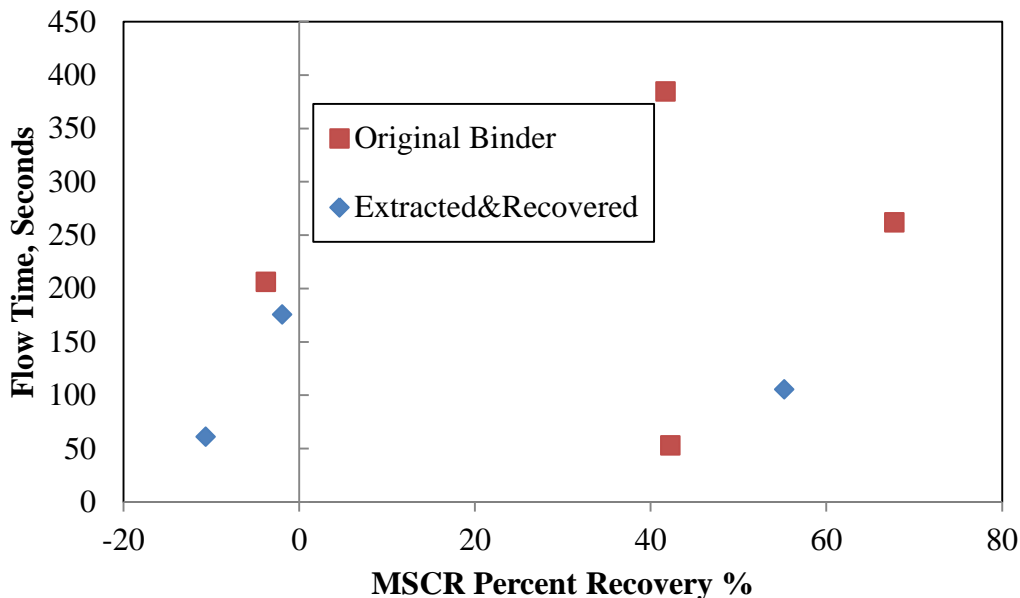 450
400
350
300
250
200
150
100
50
0
Flow Time, Seconds
Original Binder
Extracted&Recovered
-20 0 20 40 60 80
MSCR Percent Recovery %